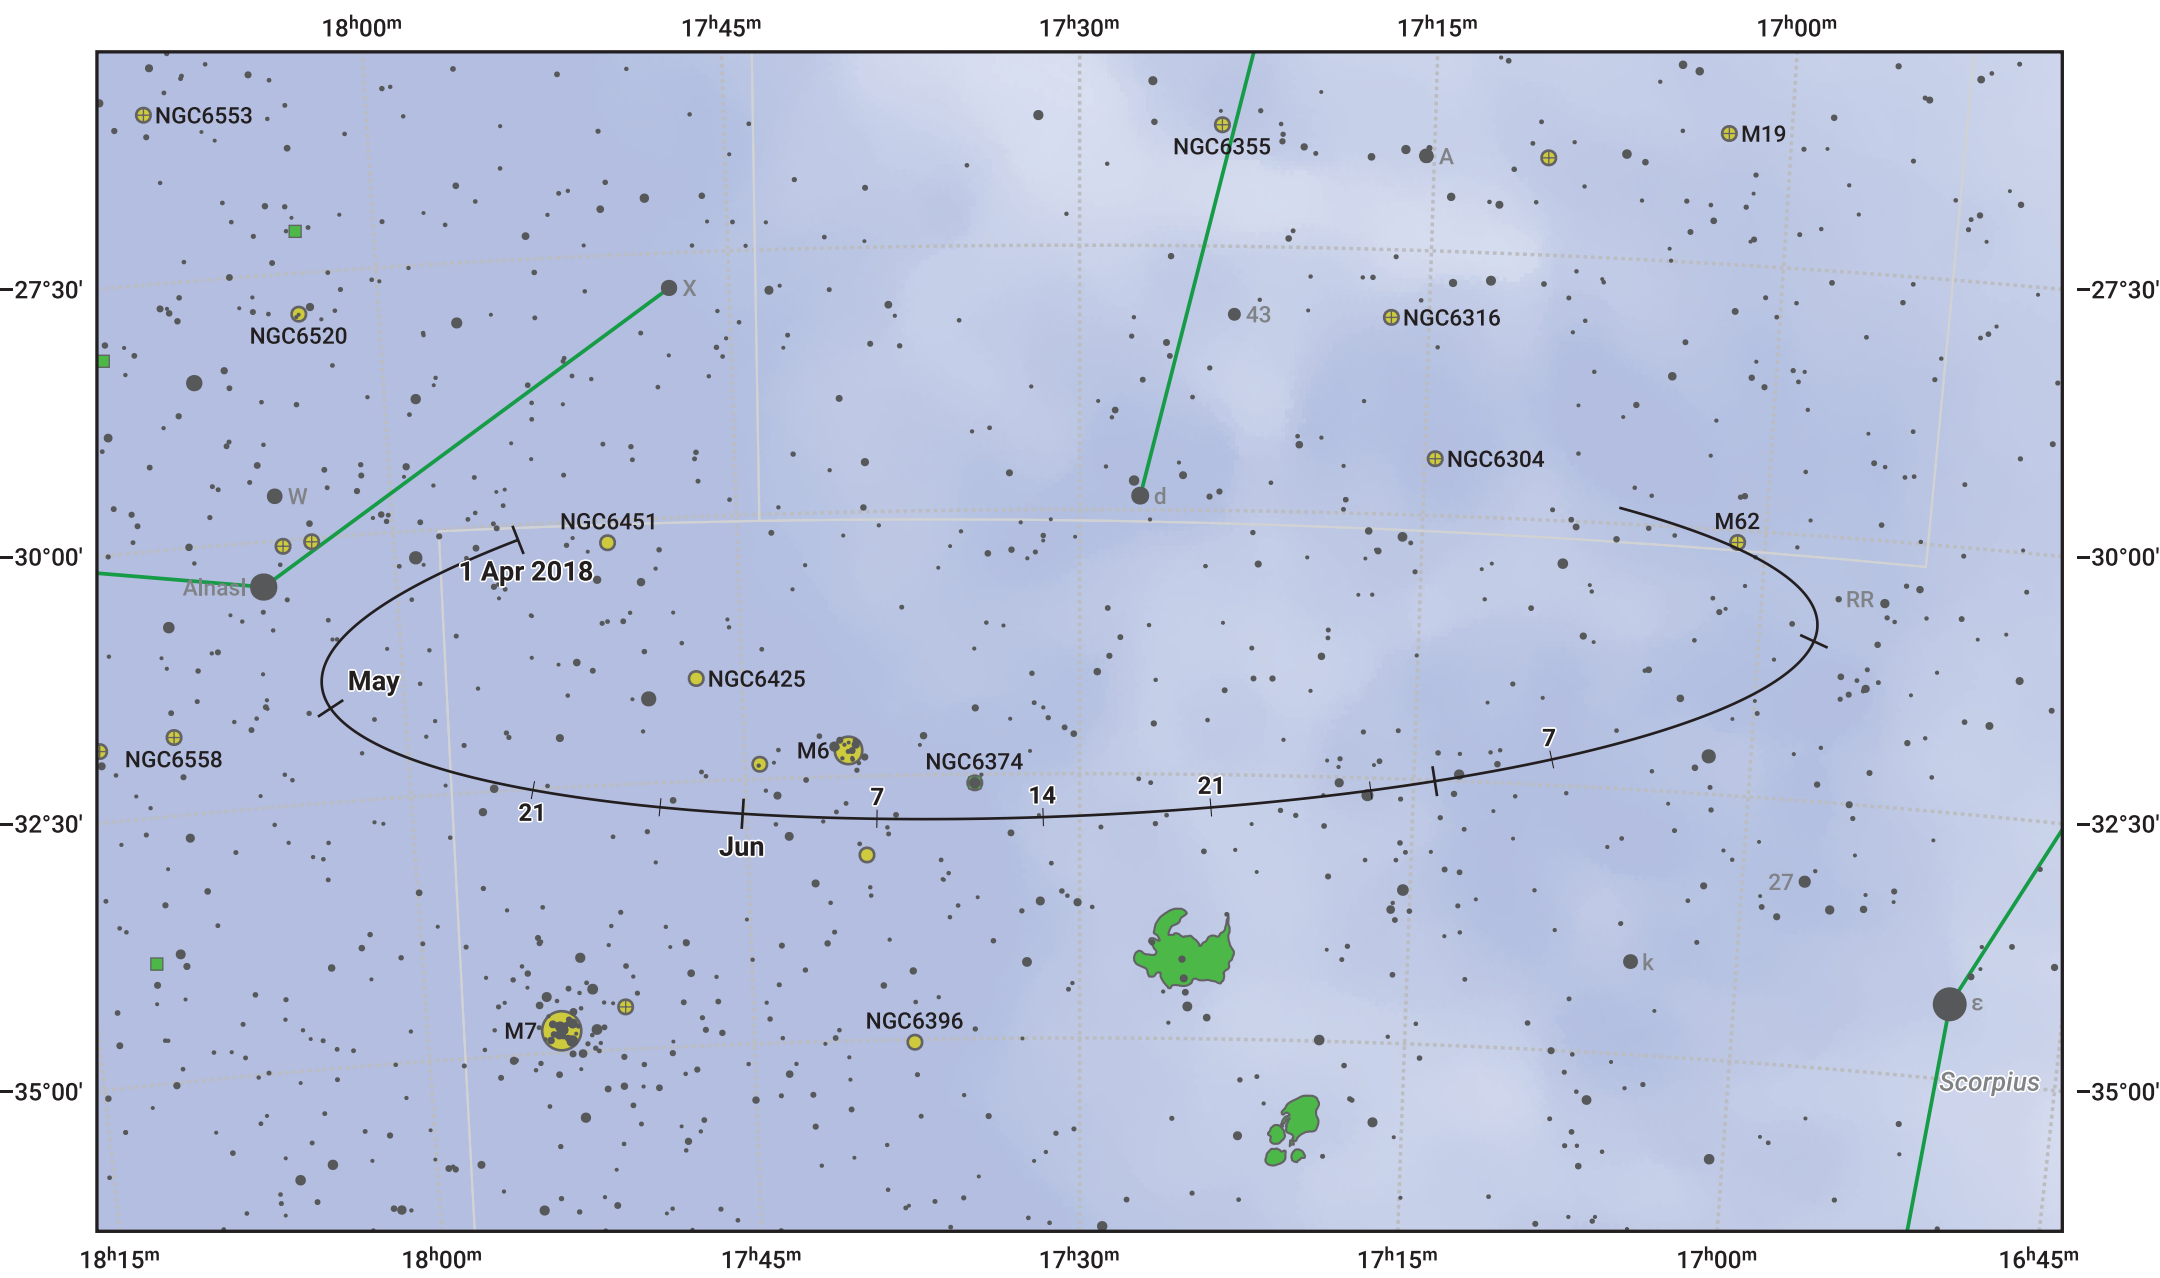 18ʰ00ᵐ 17ʰ45ᵐ 17ʰ30ᵐ 17ʰ15ᵐ 17ʰ00ᵐ
NGC6553
NGC6355
A
M19
−27°30'
X
−27°30'
NGC6520
43
NGC6316
W
d
NGC6304
NGC6451
M62
−30°00'
1 Apr 2018
−30°00'
Alnasl
RR
May
NGC6425
NGC6558
M6
NGC6374
7
21
7
14
21
−32°30'
−32°30'
Jun
27
k
ε
M7
NGC6396
Scorpius
−35°00'
−35°00'
18ʰ15ᵐ 18ʰ00ᵐ 17ʰ45ᵐ 17ʰ30ᵐ 17ʰ15ᵐ 17ʰ00ᵐ 16ʰ45ᵐ